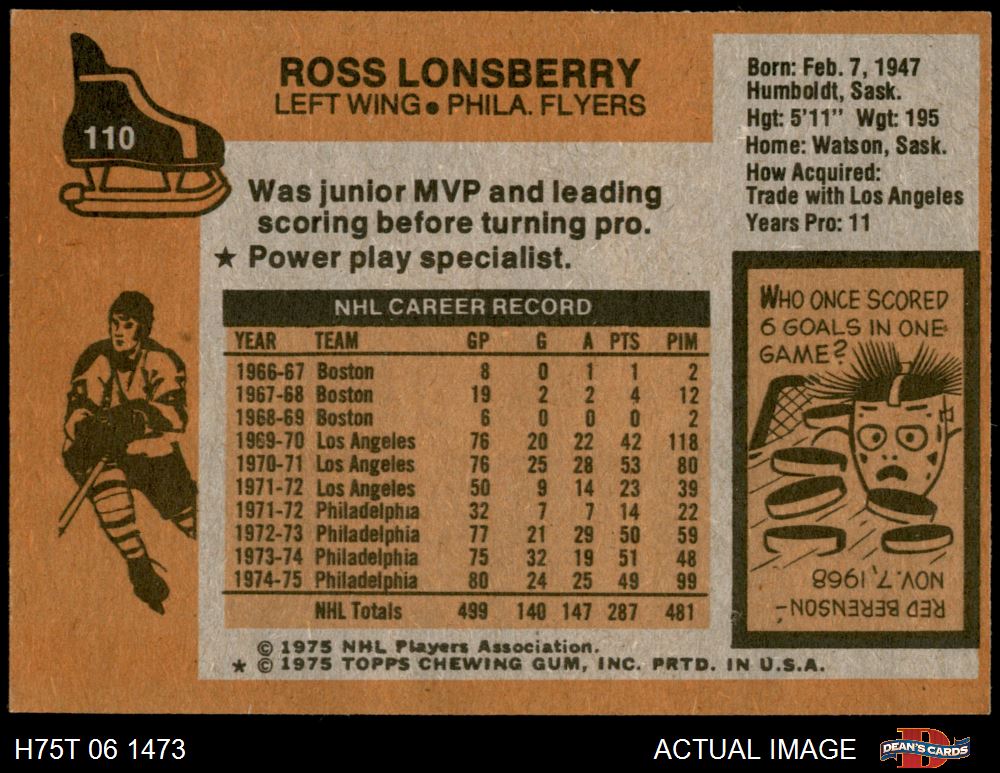 110
ROSS LONSBERRY
LEFT WING • PHILA. FLYERS
Born: Feb. 7, 1947
Humboldt, Sask.
Hgt: 5'11" Wgt: 195
Home: Watson, Sask.
How Acquired:
Trade with Los Angeles
Years Pro: 11
Was junior MVP and leading
scoring before turning pro.
★ Power play specialist.
NHL CAREER RECORD
YEAR TEAM GP G A PTS PIM
1966-67 Boston 8 0 1 1 2
1967-68 Boston 19 2 2 4 12
1968-69 Boston 6 0 0 0 2
1969-70 Los Angeles 76 20 22 42 118
1970-71 Los Angeles 76 25 28 53 80
1971-72 Los Angeles 50 9 14 23 39
1971-72 Philadelphia 32 7 7 14 22
1972-73 Philadelphia 77 21 29 50 59
1973-74 Philadelphia 75 32 19 51 48
1974-75 Philadelphia 80 24 25 49 99
NHL Totals 499 140 147 287 481
© 1975 NHL Players Association.
★ © 1975 TOPPS CHEWING GUM, INC. PRTD. IN U.S.A.
WHO ONCE SCORED
6 GOALS IN ONE
GAME?
RED BERENSON-
NOV. 7, 1968
H75T 06 1473
ACTUAL IMAGE
DEAN'S CARDS